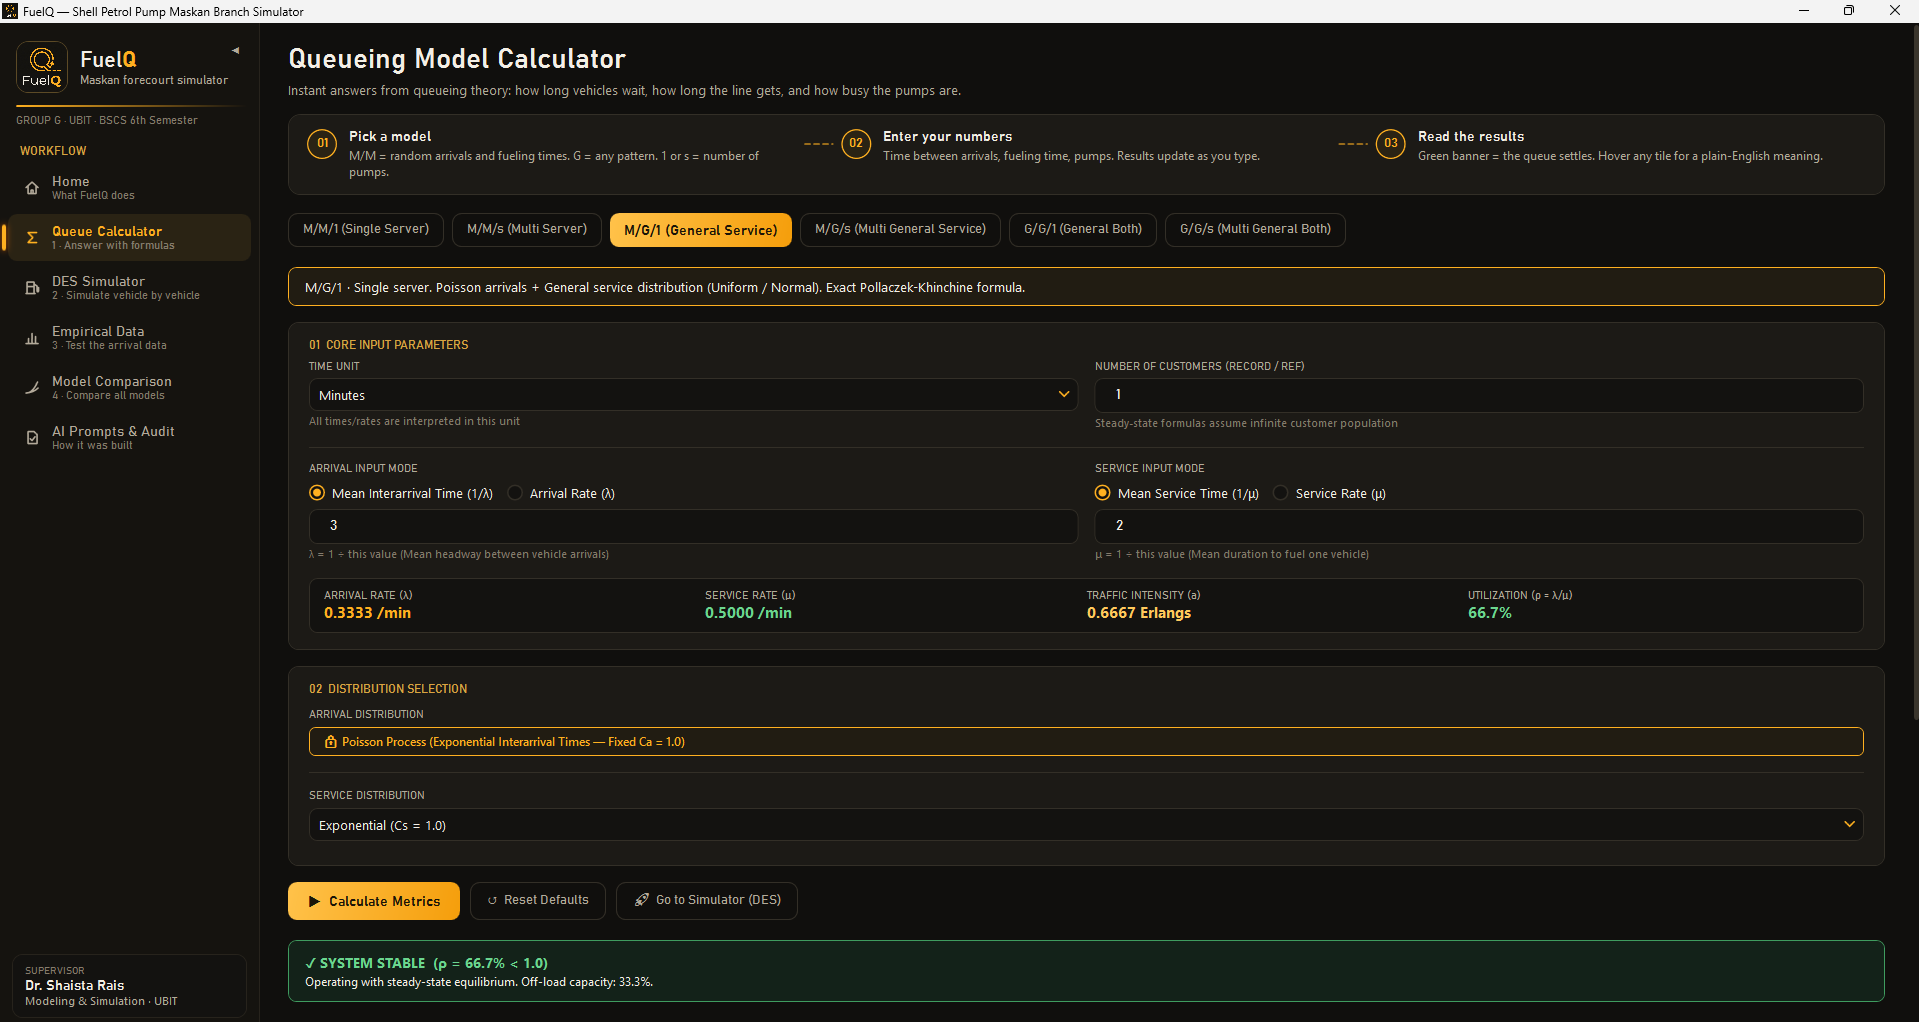 FuelQ — Shell Petrol Pump Maskan Branch Simulator
FuelQ
FuelQ
Maskan forecourt simulator
GROUP G · UBIT · BSCS 6th Semester
WORKFLOW
Home
What FuelQ does
Queue Calculator
1 · Answer with formulas
DES Simulator
2 · Simulate vehicle by vehicle
Empirical Data
3 · Test the arrival data
Model Comparison
4 · Compare all models
AI Prompts & Audit
How it was built
SUPERVISOR
Dr. Shaista Rais
Modeling & Simulation · UBIT
Queueing Model Calculator
Instant answers from queueing theory: how long vehicles wait, how long the line gets, and how busy the pumps are.
01
Pick a model
M/M = random arrivals and fueling times. G = any pattern. 1 or s = number of
pumps.
02
Enter your numbers
Time between arrivals, fueling time, pumps. Results update as you type.
03
Read the results
Green banner = the queue settles. Hover any tile for a plain-English meaning.
M/M/1 (Single Server)
M/M/s (Multi Server)
M/G/1 (General Service)
M/G/s (Multi General Service)
G/G/1 (General Both)
G/G/s (Multi General Both)
M/G/1 · Single server. Poisson arrivals + General service distribution (Uniform / Normal). Exact Pollaczek-Khinchine formula.
01 CORE INPUT PARAMETERS
TIME UNIT
Minutes
All times/rates are interpreted in this unit
NUMBER OF CUSTOMERS (RECORD / REF)
1
Steady-state formulas assume infinite customer population
ARRIVAL INPUT MODE
Mean Interarrival Time (1/λ) Arrival Rate (λ)
3
λ = 1 ÷ this value (Mean headway between vehicle arrivals)
SERVICE INPUT MODE
Mean Service Time (1/μ) Service Rate (μ)
2
μ = 1 ÷ this value (Mean duration to fuel one vehicle)
ARRIVAL RATE (λ)
0.3333 /min
SERVICE RATE (μ)
0.5000 /min
TRAFFIC INTENSITY (a)
0.6667 Erlangs
UTILIZATION (ρ = λ/μ)
66.7%
02 DISTRIBUTION SELECTION
ARRIVAL DISTRIBUTION
Poisson Process (Exponential Interarrival Times — Fixed Ca = 1.0)
SERVICE DISTRIBUTION
Exponential (Cs = 1.0)
▶ Calculate Metrics
↺ Reset Defaults
🚀 Go to Simulator (DES)
✓ SYSTEM STABLE (ρ = 66.7% < 1.0)
Operating with steady-state equilibrium. Off-load capacity: 33.3%.